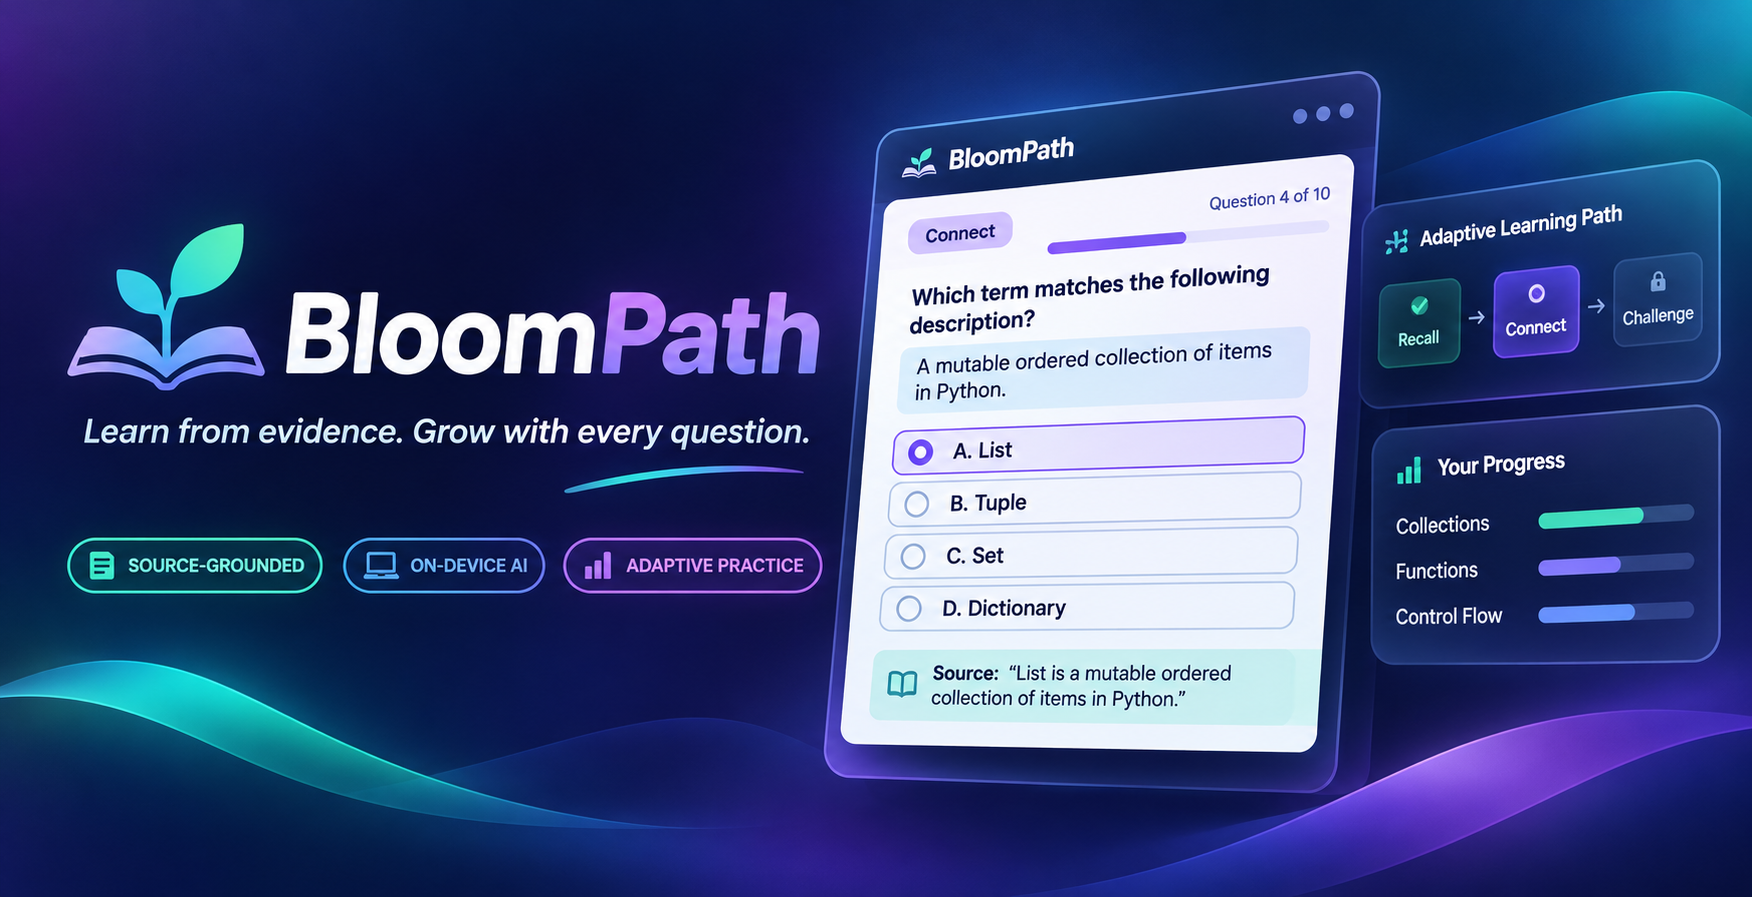 BloomPath
Learn from evidence. Grow with every question.
SOURCE-GROUNDED
ON-DEVICE AI
ADAPTIVE PRACTICE
BloomPath
Question 4 of 10
Connect
Which term matches the following
description?
A mutable ordered collection of items
in Python.
A. List
B. Tuple
C. Set
D. Dictionary
Source: “List is a mutable ordered
collection of items in Python.”
Adaptive Learning Path
Recall
Connect
Challenge
Your Progress
Collections
Functions
Control Flow